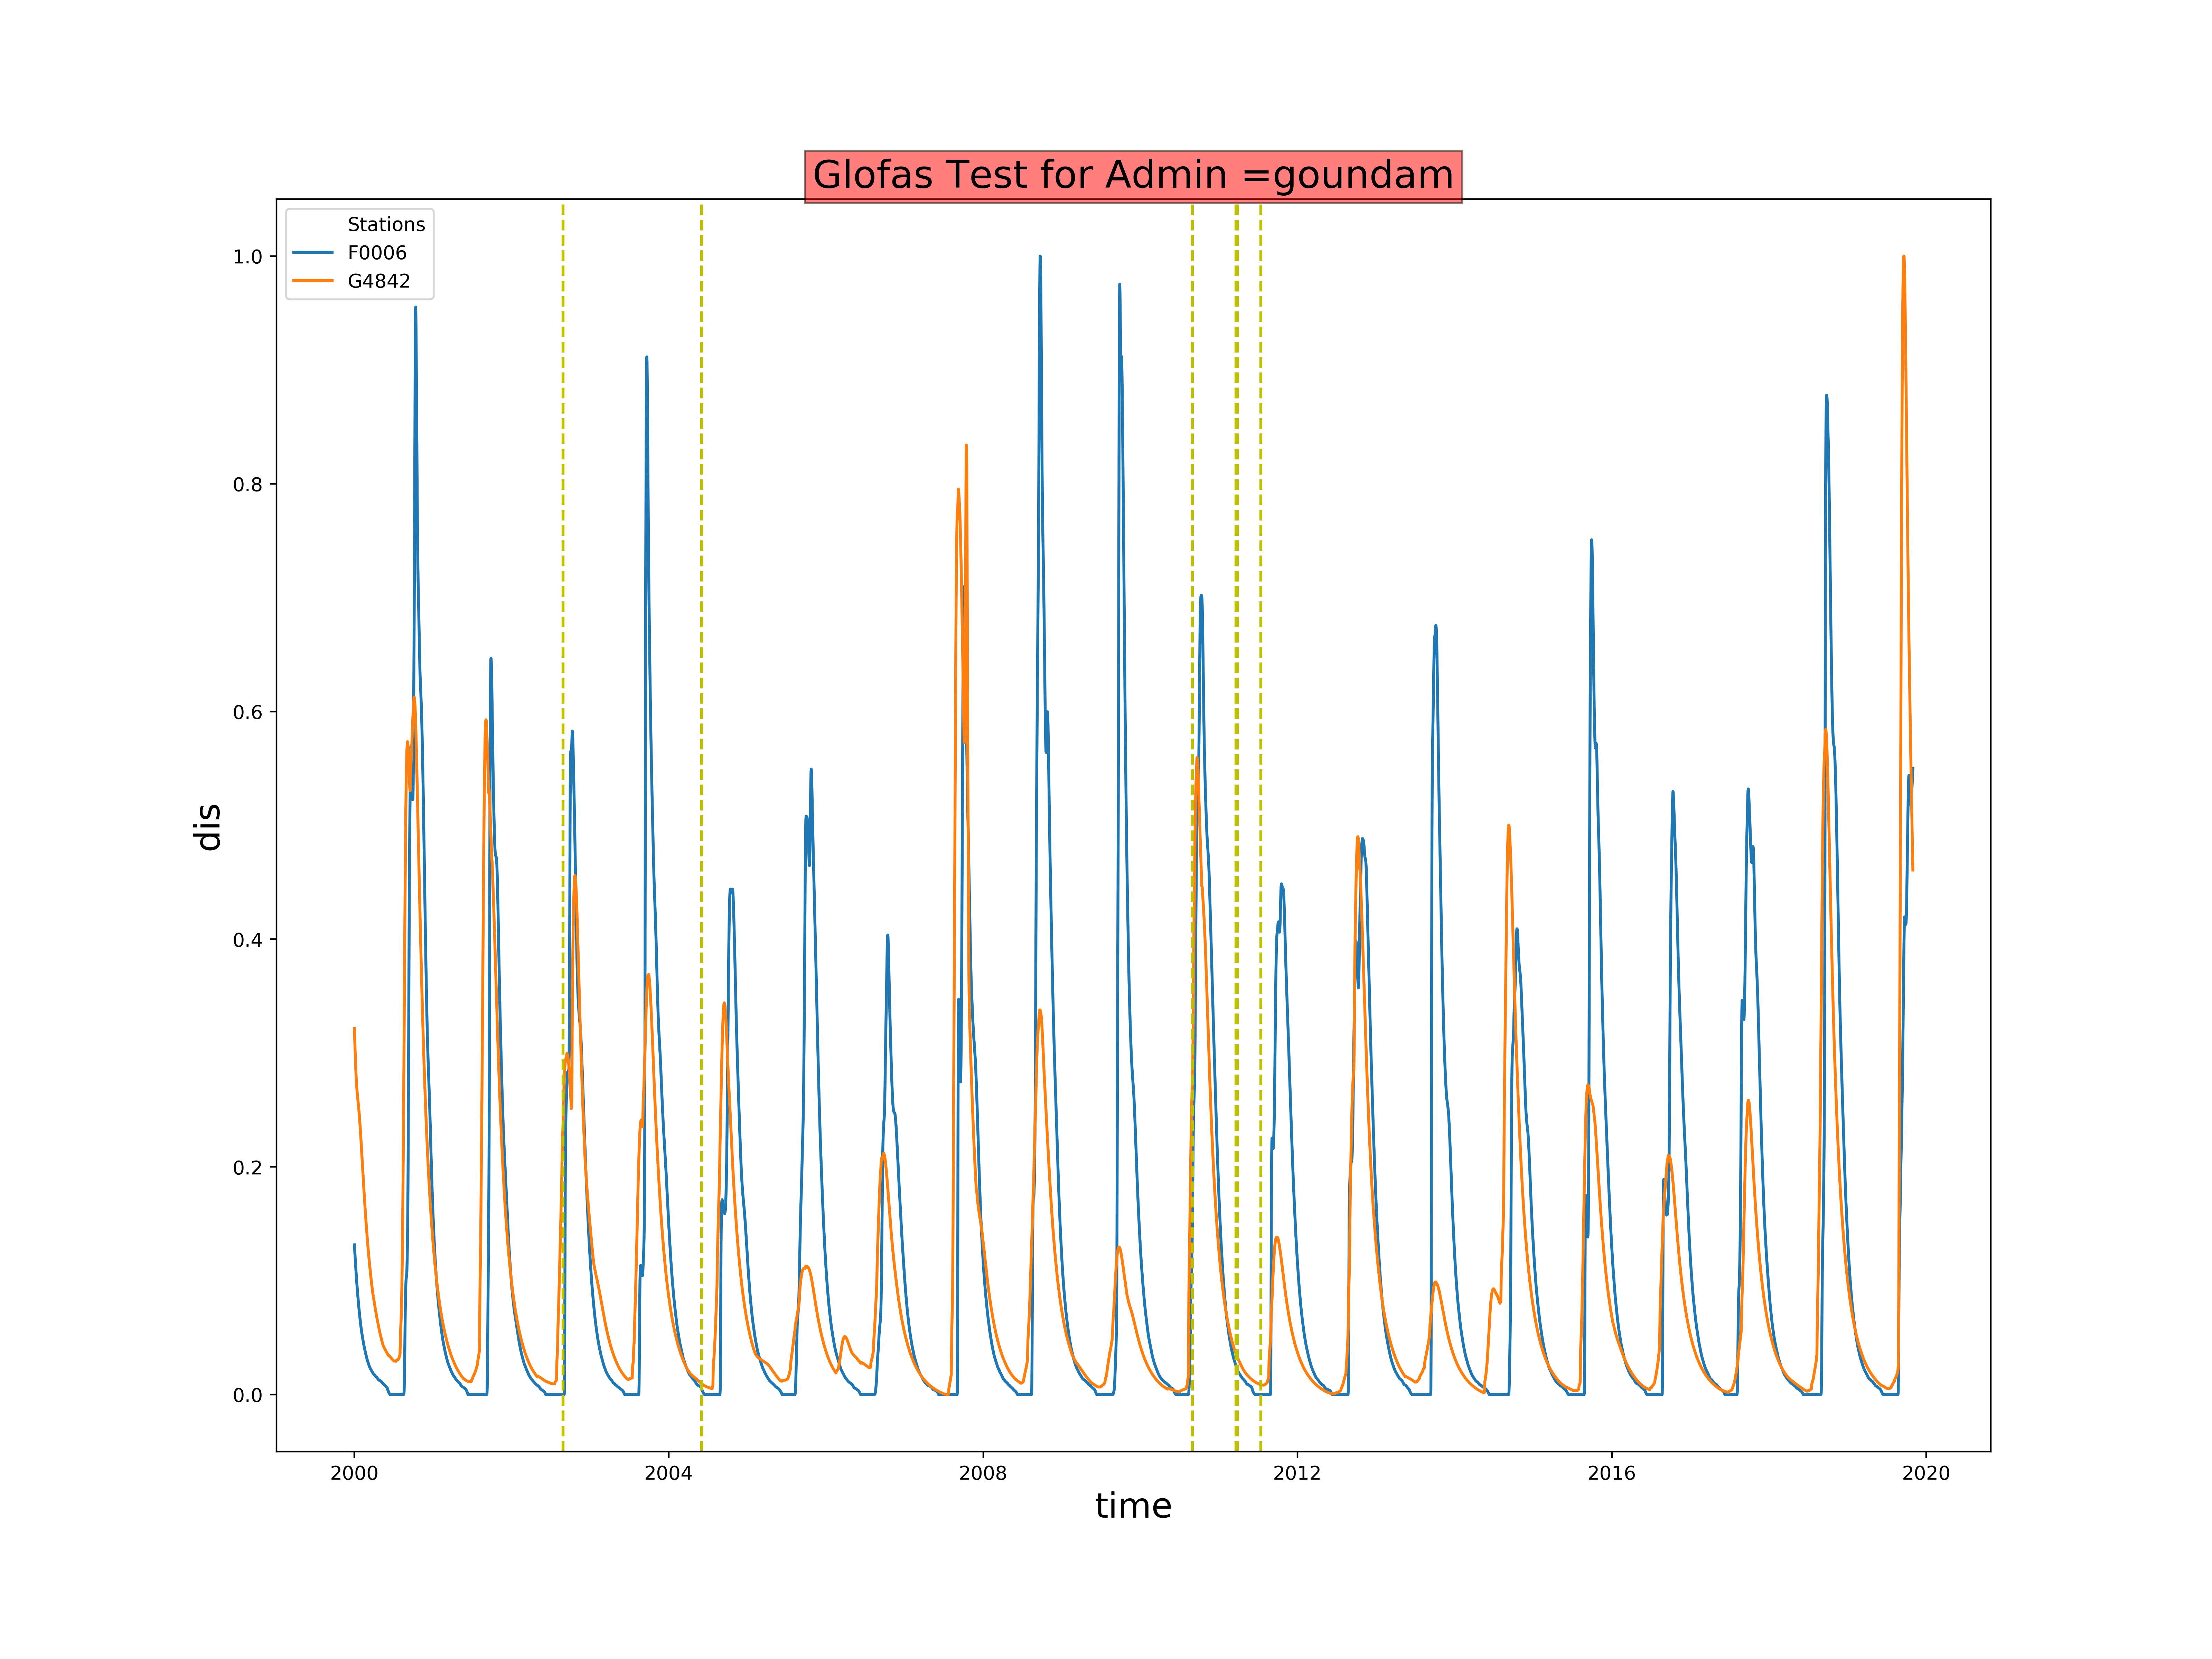 Glofas Test for Admin =goundam
Stations
F0006
G4842
1.0
0.8
0.6
0.4
0.2
0.0
dis
2000 2004 2008 2012 2016 2020
time